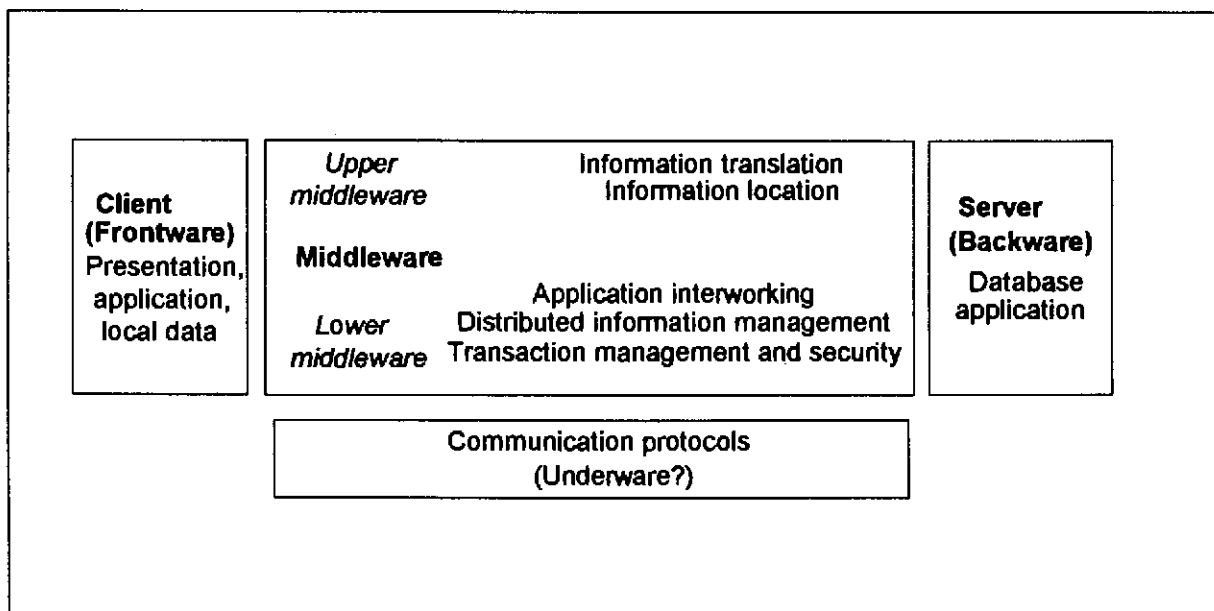 Client
(Frontware)
Presentation,
application,
local data
Upper
middleware
Information translation
Information location
Middleware
Lower
middleware
Application interworking
Distributed information management
Transaction management and security
Server
(Backware)
Database
application
Communication protocols
(Underware?)